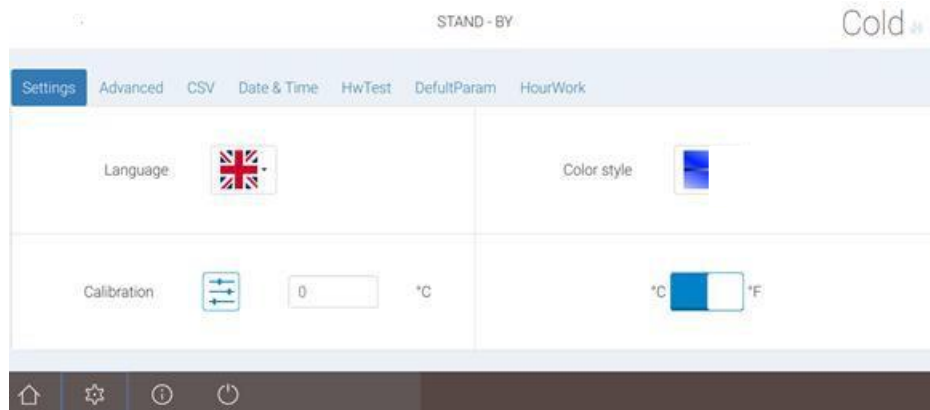 STAND - BY
Cold
Settings Advanced CSV Date & Time HwTest DefultParam HourWork
Language
Color style
Calibration 0 °C
°C °F